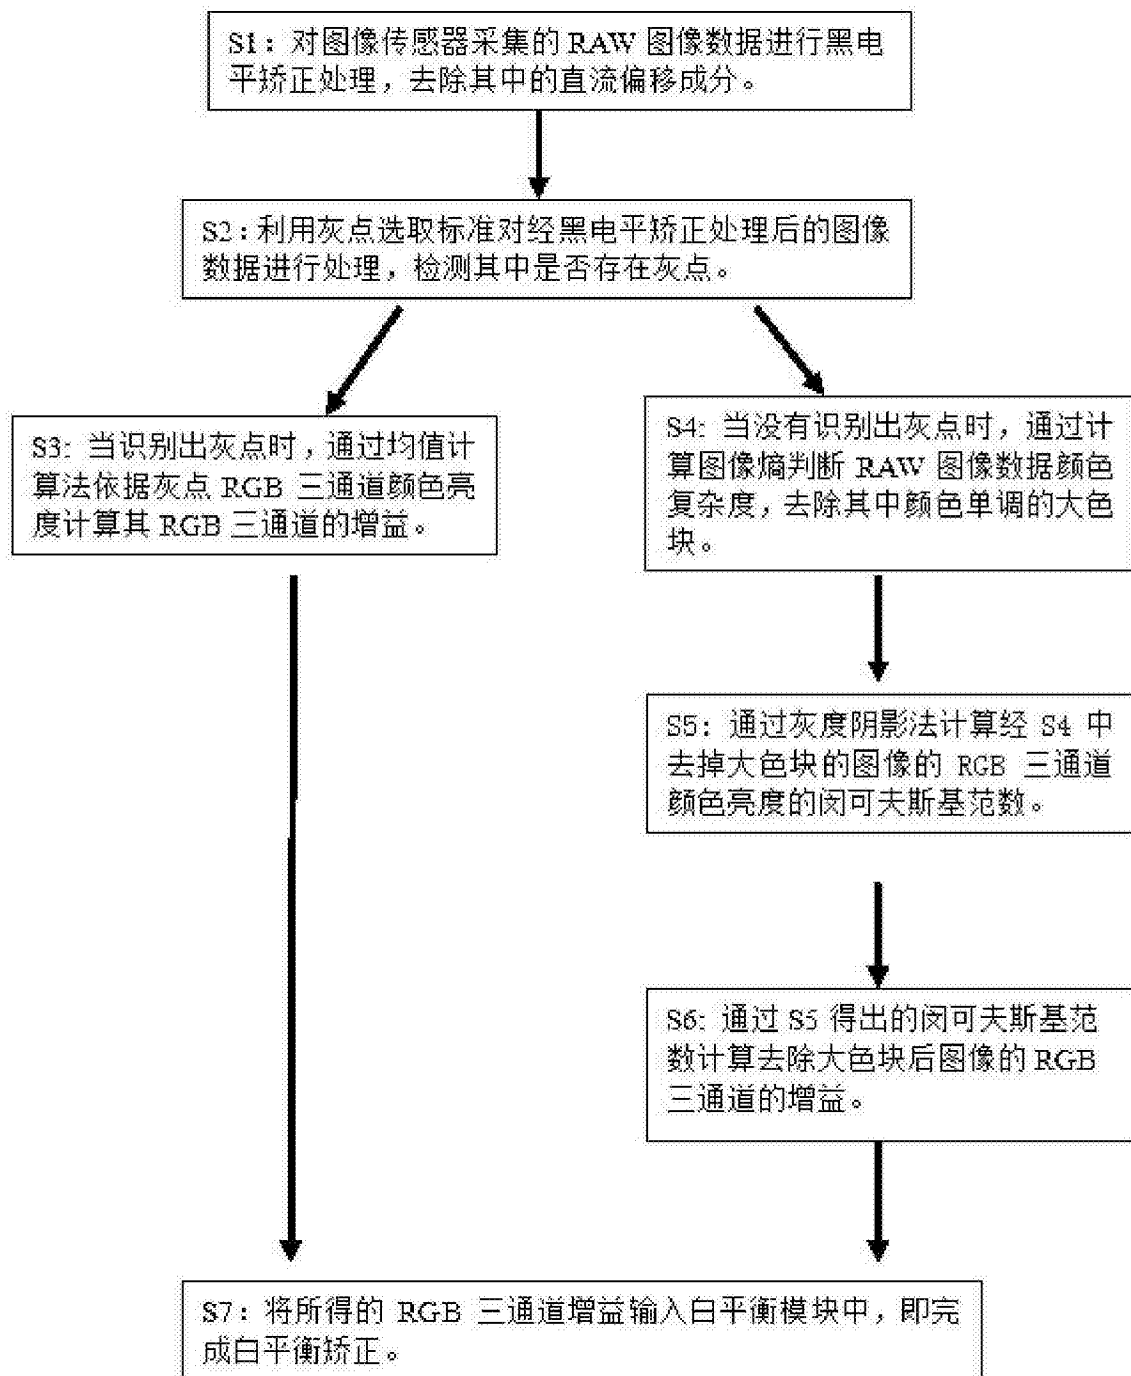 S1：对图像传感器采集的 RAW 图像数据进行黑电
平矫正处理，去除其中的直流偏移成分。
S2：利用灰点选取标准对经黑电平矫正处理后的图像
数据进行处理，检测其中是否存在灰点。
S3: 当识别出灰点时，通过均值计
算法依据灰点 RGB 三通道颜色亮
度计算其 RGB 三通道的增益。
S4: 当没有识别出灰点时，通过计
算图像熵判断 RAW 图像数据颜色
复杂度，去除其中颜色单调的大色
块。
S5: 通过灰度阴影法计算经 S4 中
去掉大色块的图像的 RGB 三通道
颜色亮度的闵可夫斯基范数。
S6: 通过 S5 得出的闵可夫斯基范
数计算去除大色块后图像的 RGB
三通道的增益。
S7：将所得的 RGB 三通道增益输入白平衡模块中，即完
成白平衡矫正。